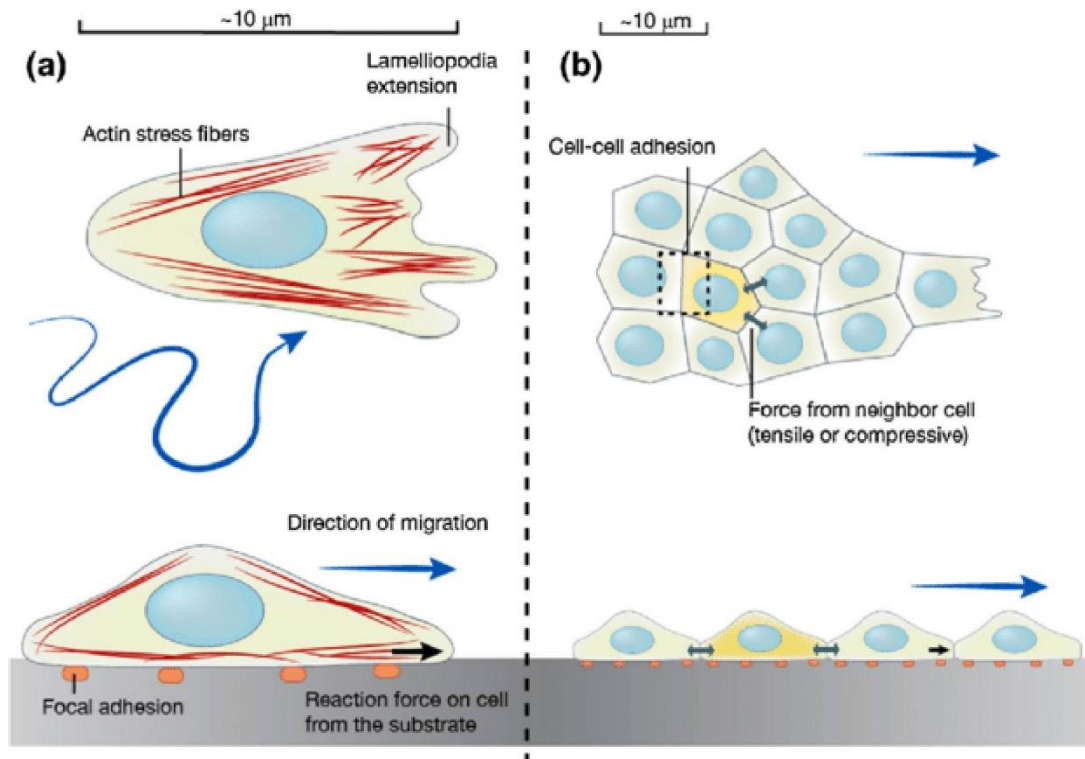 ~10 μm
(a)
Lamelliopodia
extension
Actin stress fibers
Direction of migration
Focal adhesion
Reaction force on cell
from the substrate
~10 μm
(b)
Cell-cell adhesion
Force from neighbor cell
(tensile or compressive)